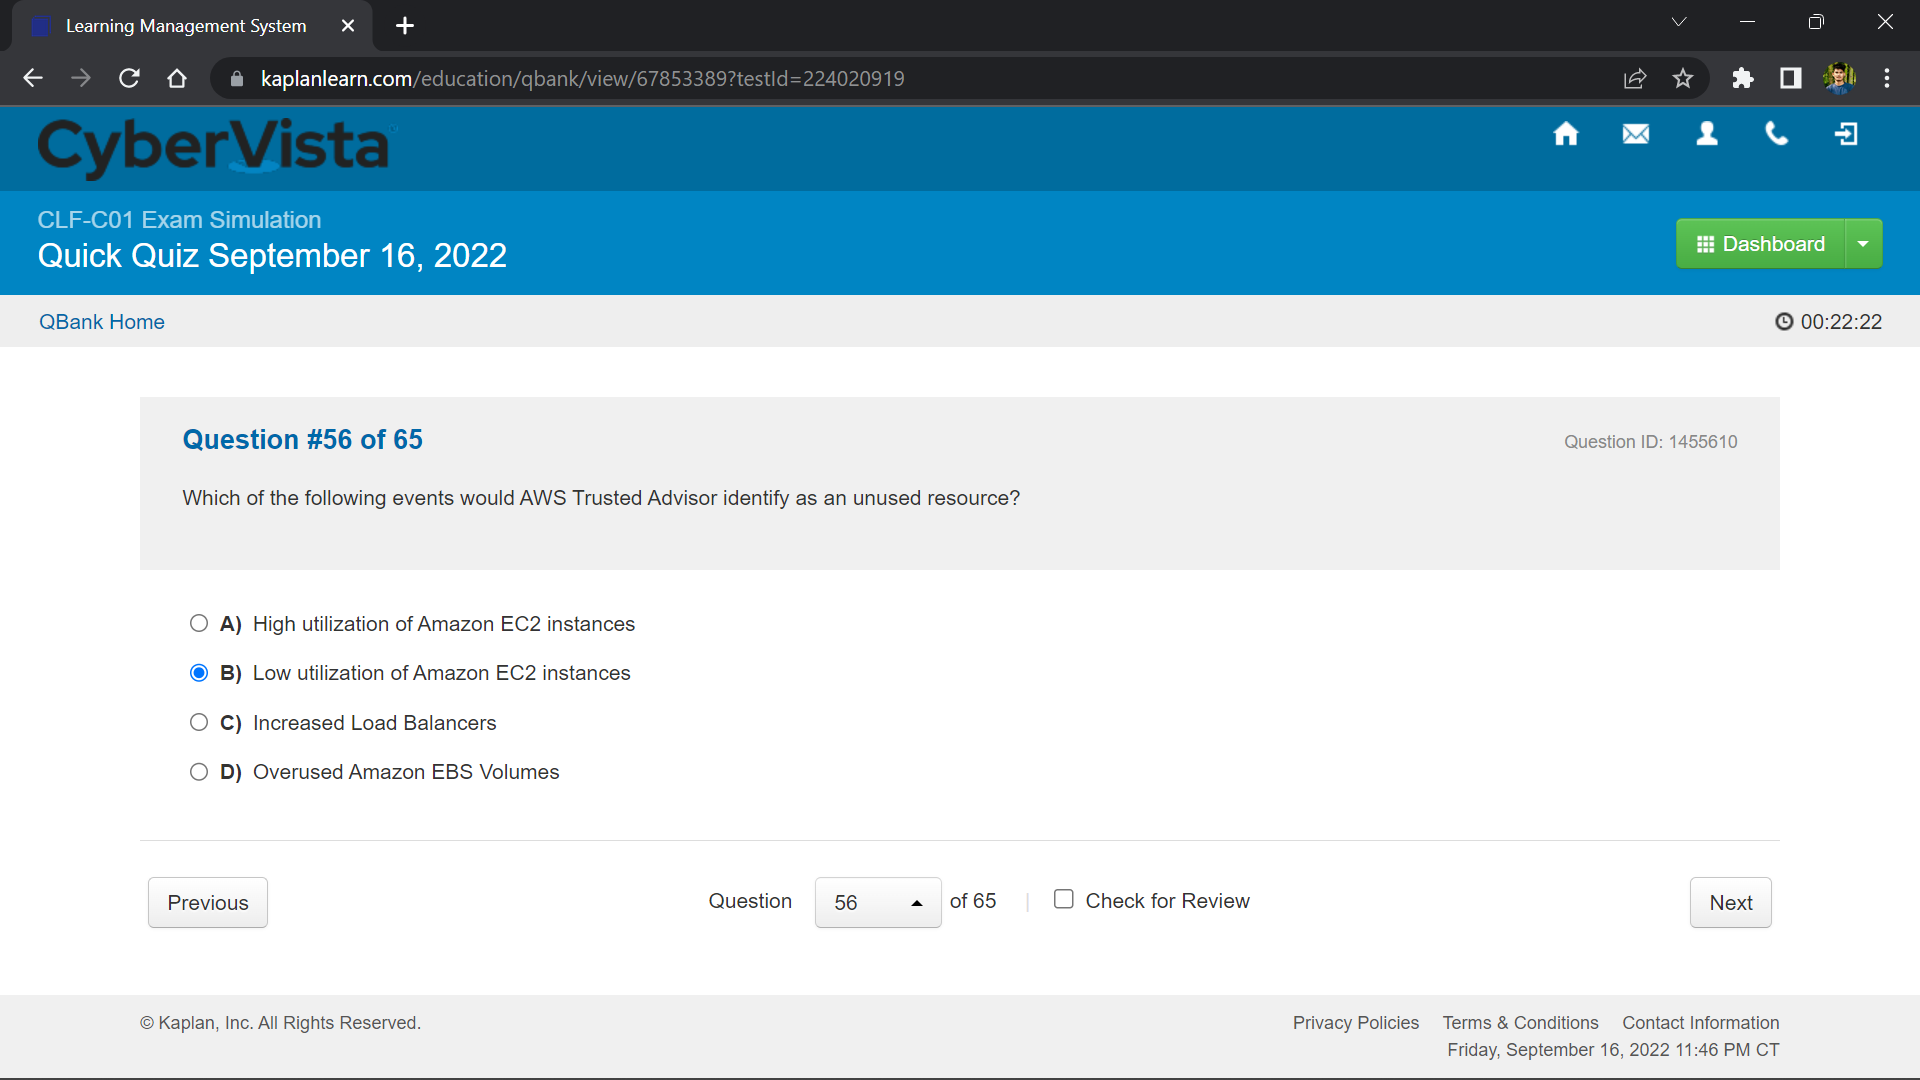 Learning Management System
kaplanlearn.com/education/qbank/view/67853389?testId=224020919
CyberVista
CLF-C01 Exam Simulation
Quick Quiz September 16, 2022
Dashboard
QBank Home
00:22:22
Question #56 of 65
Question ID: 1455610
Which of the following events would AWS Trusted Advisor identify as an unused resource?
A) High utilization of Amazon EC2 instances
B) Low utilization of Amazon EC2 instances
C) Increased Load Balancers
D) Overused Amazon EBS Volumes
Previous
Question 56 of 65 | Check for Review
Next
© Kaplan, Inc. All Rights Reserved.
Privacy Policies Terms & Conditions Contact Information
Friday, September 16, 2022 11:46 PM CT